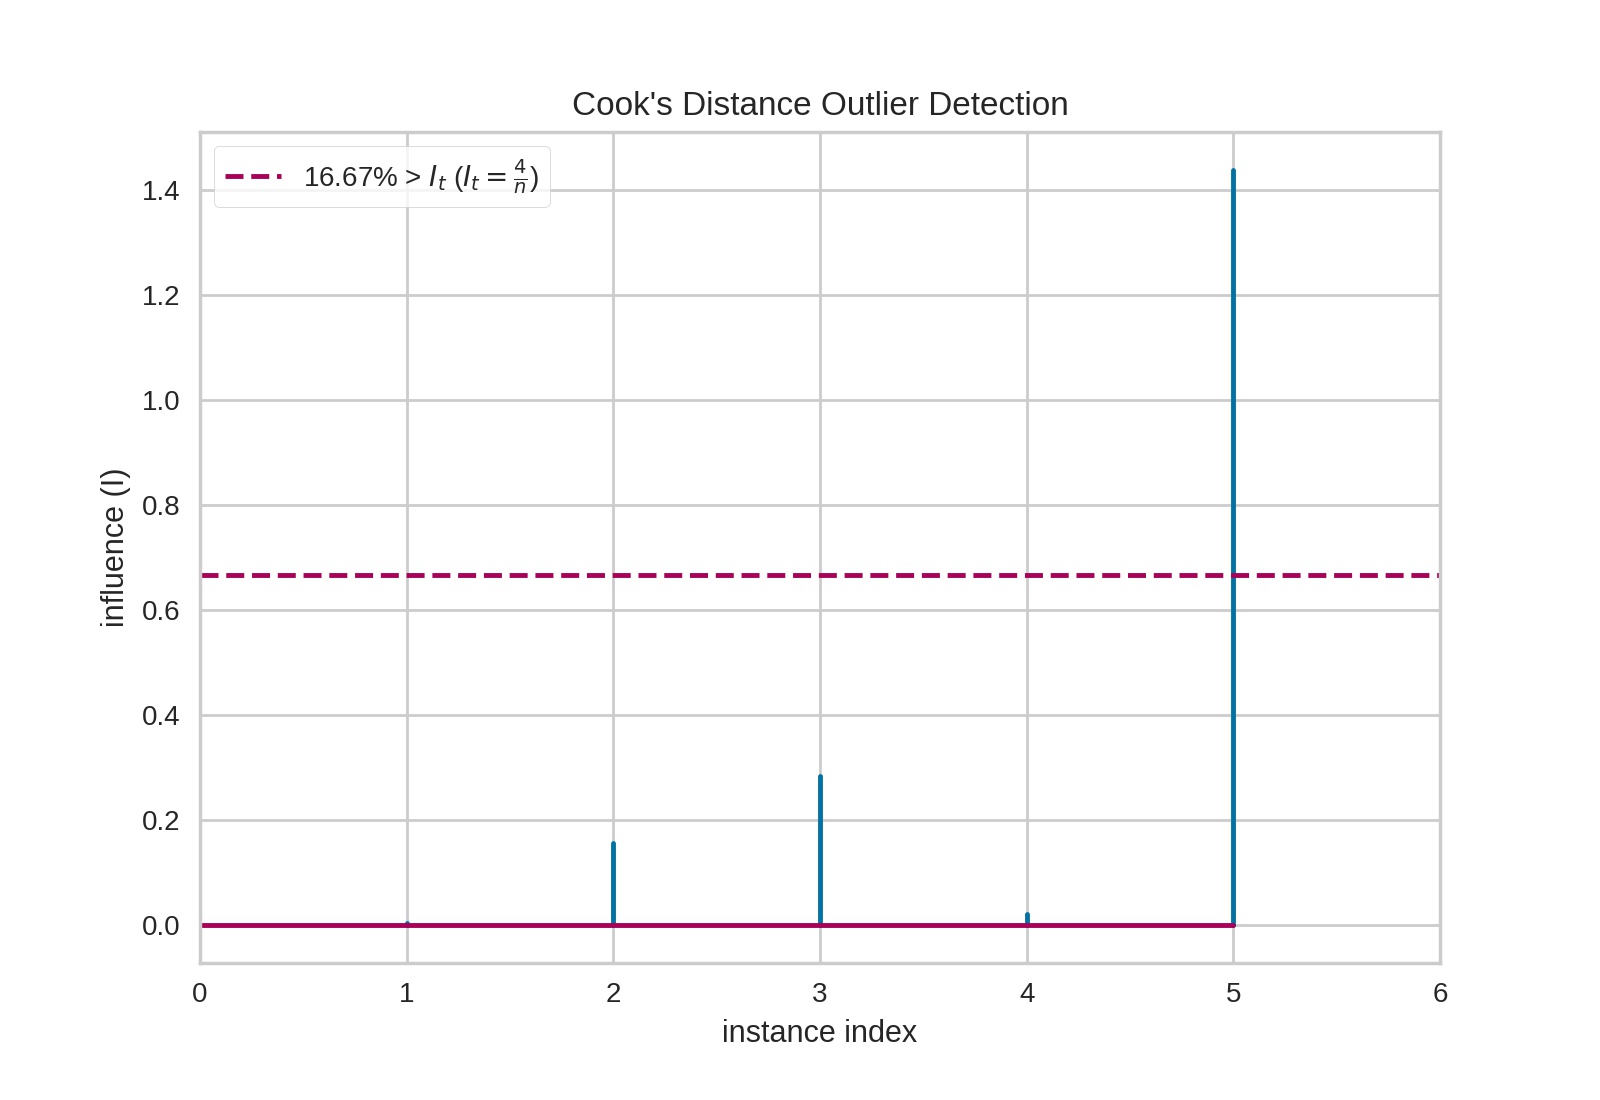 Cook's Distance Outlier Detection
16.67% > I_t (I_t = 4/n)
influence (I)
1.4
1.2
1.0
0.8
0.6
0.4
0.2
0.0
0 1 2 3 4 5 6
instance index